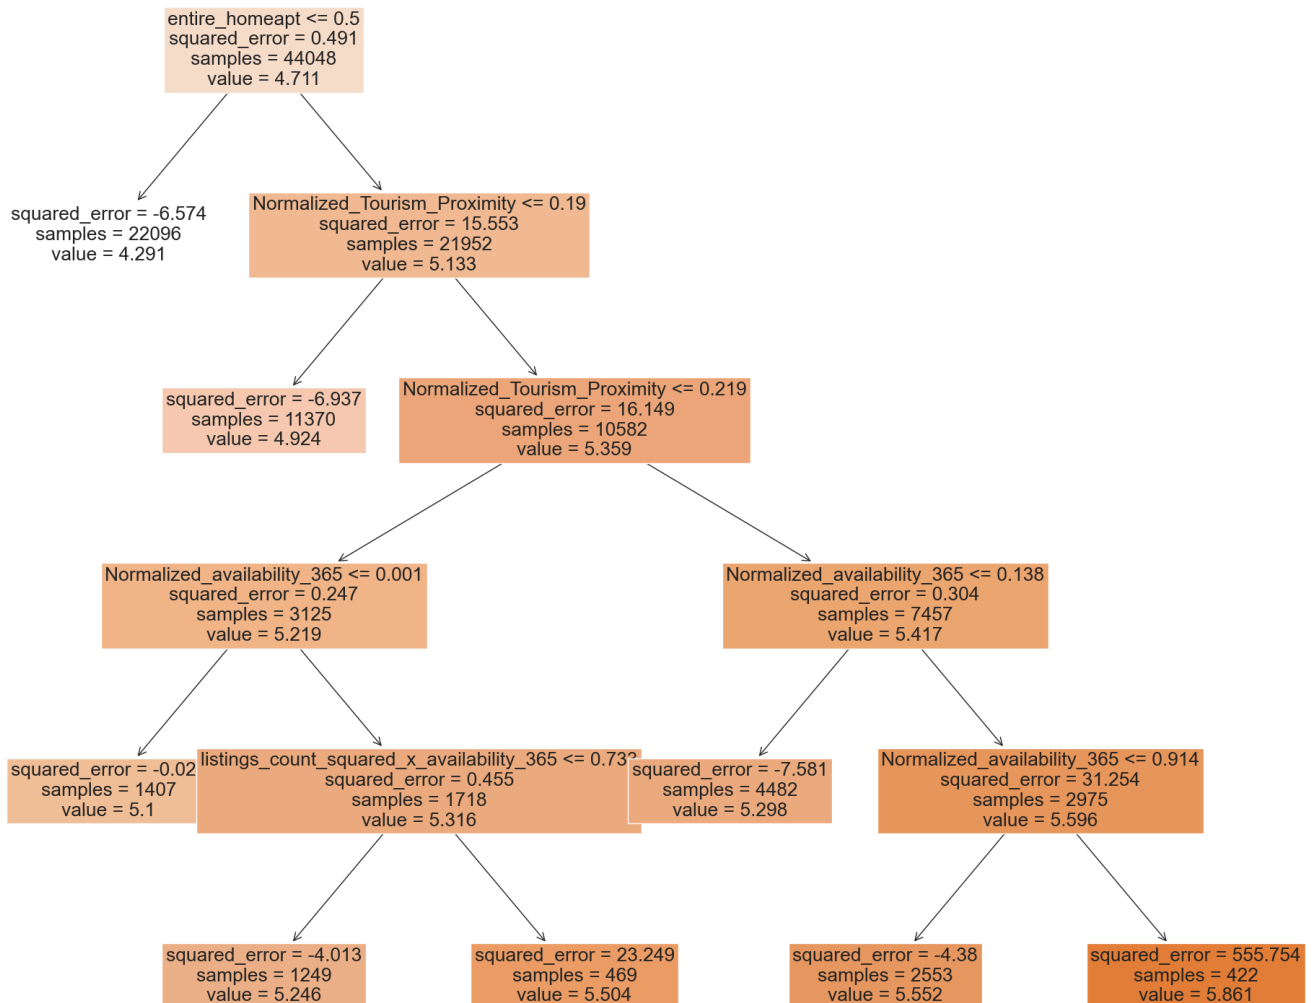 entire_homeapt <= 0.5
squared_error = 0.491
samples = 44048
value = 4.711
squared_error = -6.574
samples = 22096
value = 4.291
Normalized_Tourism_Proximity <= 0.19
squared_error = 15.553
samples = 21952
value = 5.133
squared_error = -6.937
samples = 11370
value = 4.924
Normalized_Tourism_Proximity <= 0.219
squared_error = 16.149
samples = 10582
value = 5.359
Normalized_availability_365 <= 0.001
squared_error = 0.247
samples = 3125
value = 5.219
Normalized_availability_365 <= 0.138
squared_error = 0.304
samples = 7457
value = 5.417
squared_error = -0.02
samples = 1407
value = 5.1
listings_count_squared_x_availability_365 <= 0.73
squared_error = 0.455
samples = 1718
value = 5.316
squared_error = -7.581
samples = 4482
value = 5.298
Normalized_availability_365 <= 0.914
squared_error = 31.254
samples = 2975
value = 5.596
squared_error = -4.013
samples = 1249
value = 5.246
squared_error = 23.249
samples = 469
value = 5.504
squared_error = -4.38
samples = 2553
value = 5.552
squared_error = 555.754
samples = 422
value = 5.861